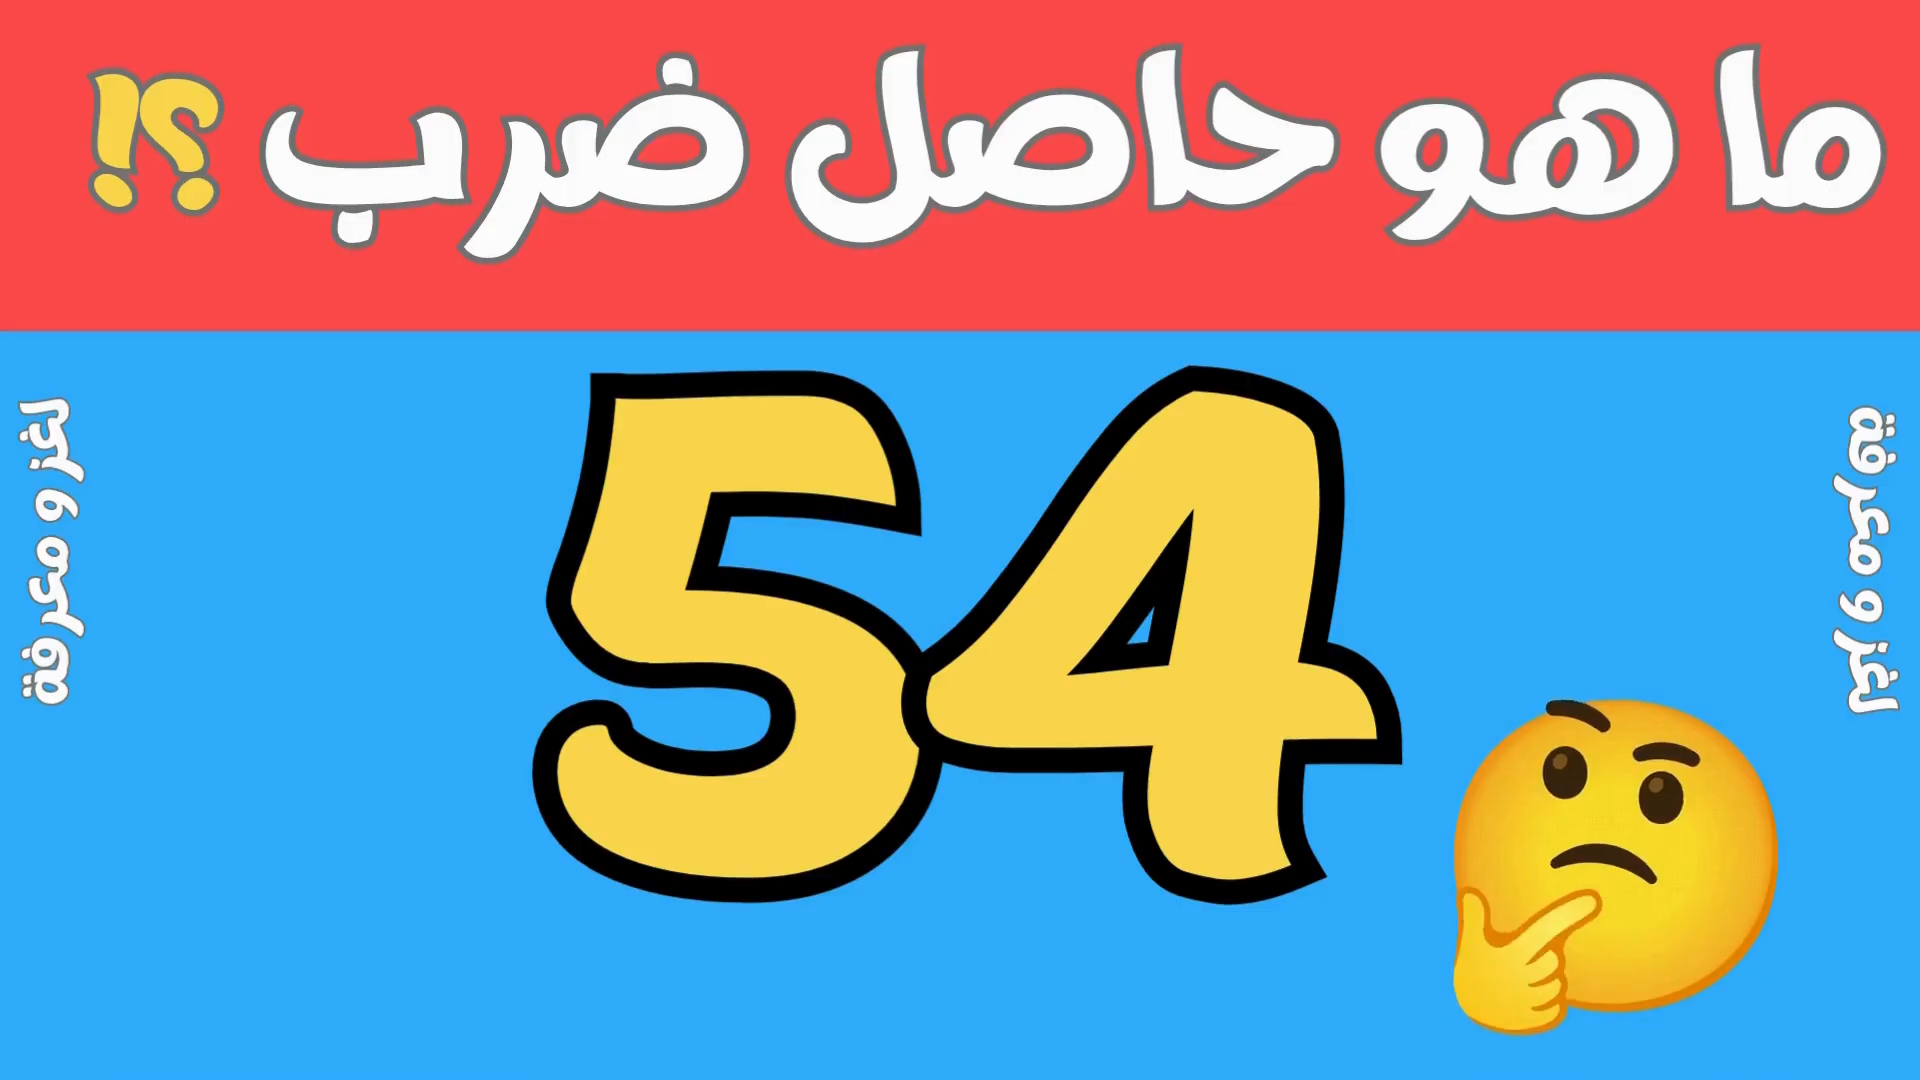 ما هو حاصل ضرب ؟!
54
لغز و معرفة
لغز و معرفة